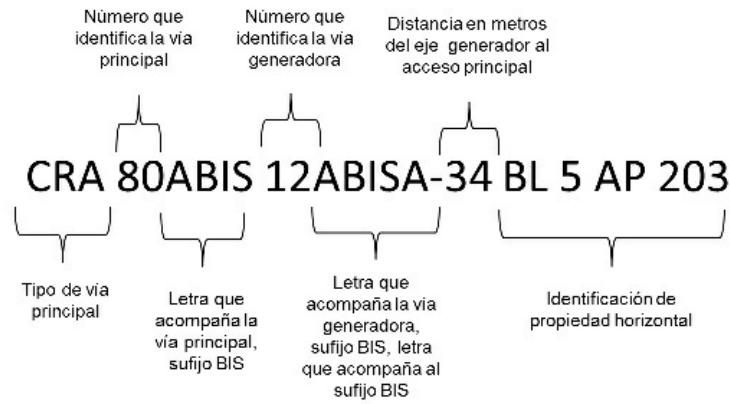 Número que
identifica la vía
principal
Número que
identifica la vía
generadora
Distancia en metros
del eje generador al
acceso principal
CRA 80ABIS 12ABISA-34 BL 5 AP 203
Tipo de vía
principal
Letra que
acompaña la
vía principal,
sufijo BIS
Letra que
acompaña la vía
generadora,
sufijo BIS, letra
que acompaña al
sufijo BIS
Identificación de
propiedad horizontal